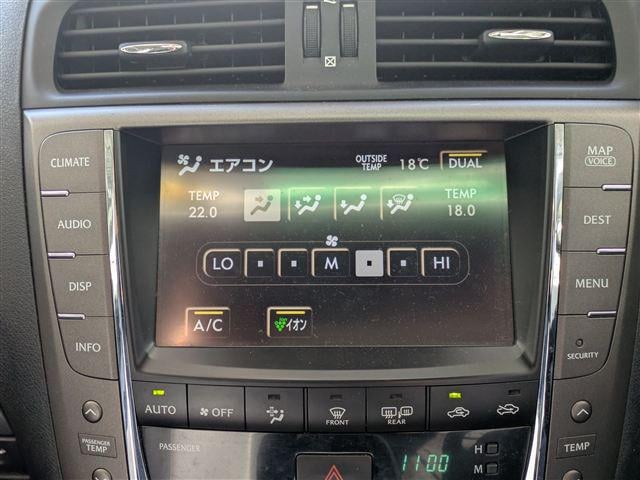 CLIMATE
AUDIO
DISP
INFO
エアコン OUTSIDE TEMP 18℃ DUAL
TEMP 22.0
TEMP 18.0
LO M HI
A/C イオン
MAP
VOICE
DEST
MENU
SECURITY
AUTO OFF FRONT REAR
PASSENGER TEMP
PASSENGER
11:00
H
M
TEMP